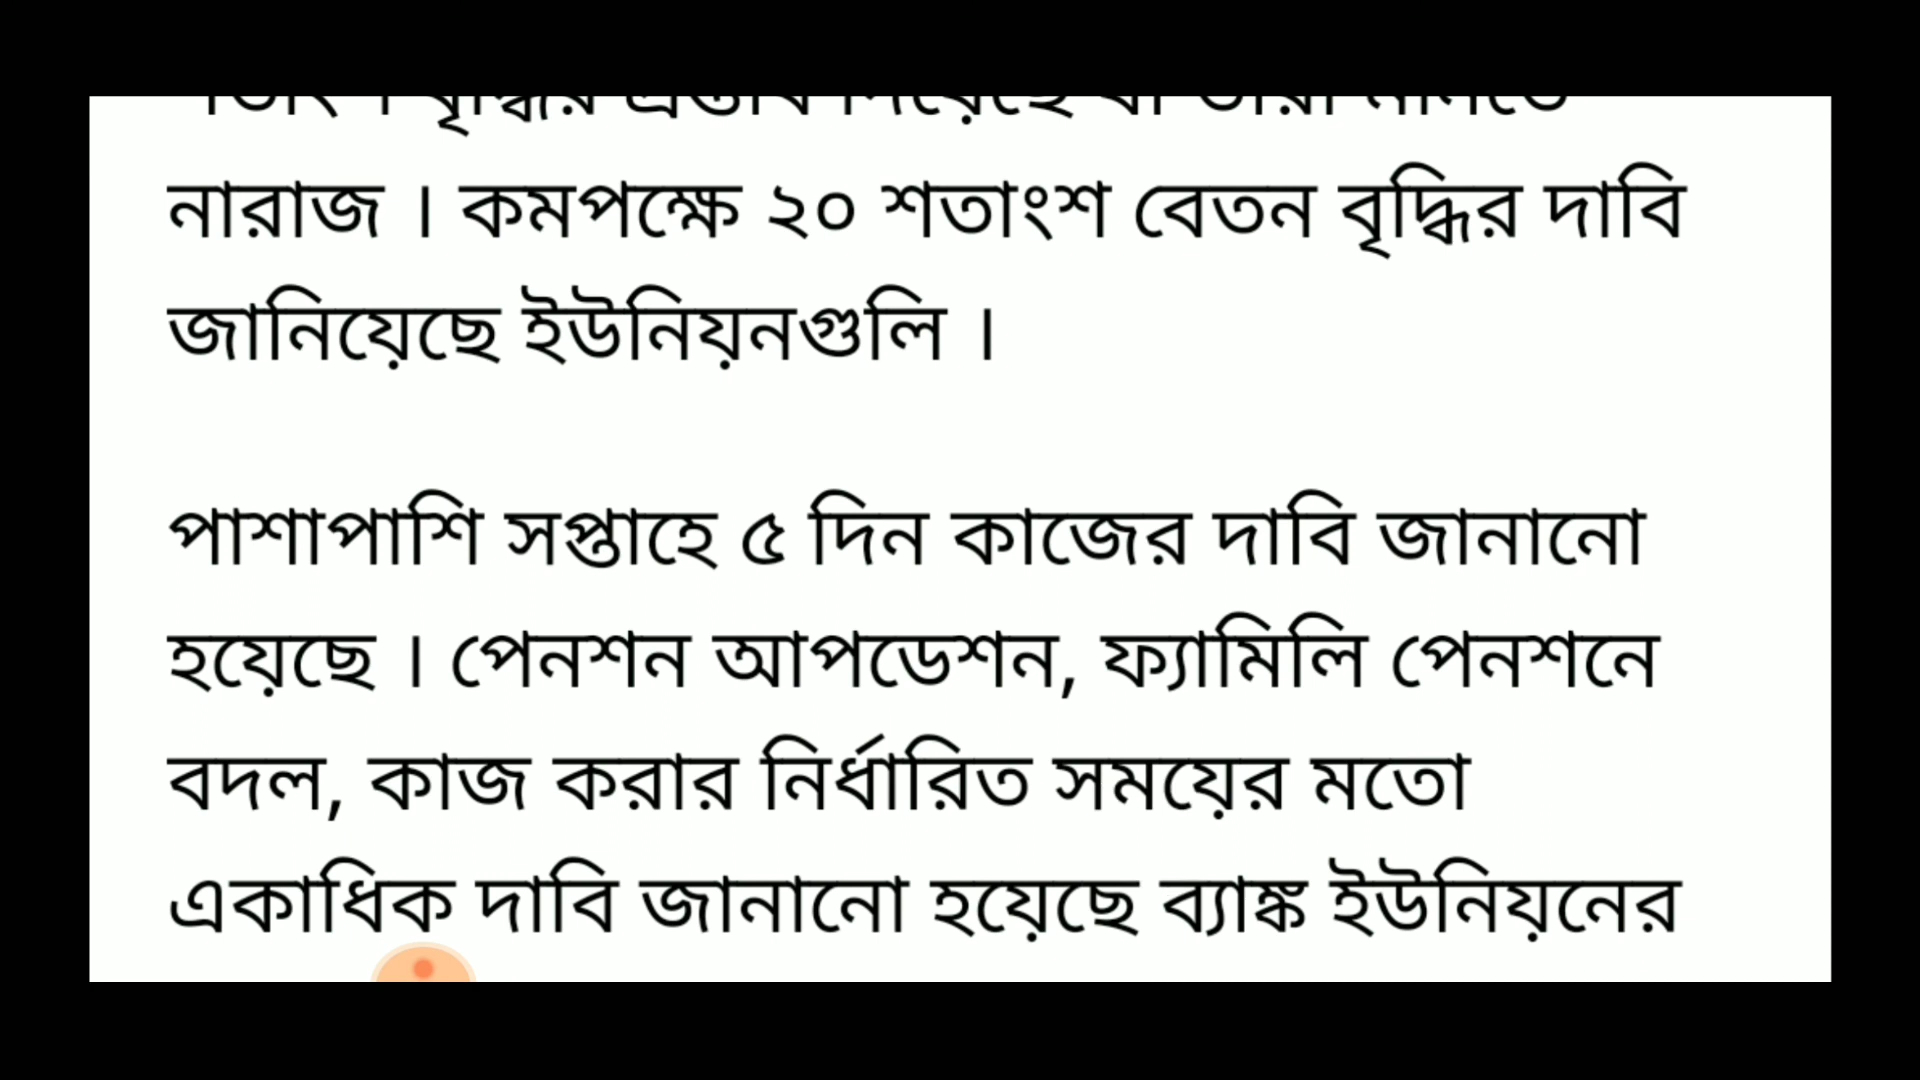 নারাজ । কমপক্ষে ২০ শতাংশ বেতন বৃদ্ধির দাবি
জানিয়েছে ইউনিয়নগুলি ।
পাশাপাশি সপ্তাহে ৫ দিন কাজের দাবি জানানো
হয়েছে । পেনশন আপডেশন, ফ্যামিলি পেনশনে
বদল, কাজ করার নির্ধারিত সময়ের মতো
একাধিক দাবি জানানো হয়েছে ব্যাঙ্ক ইউনিয়নের